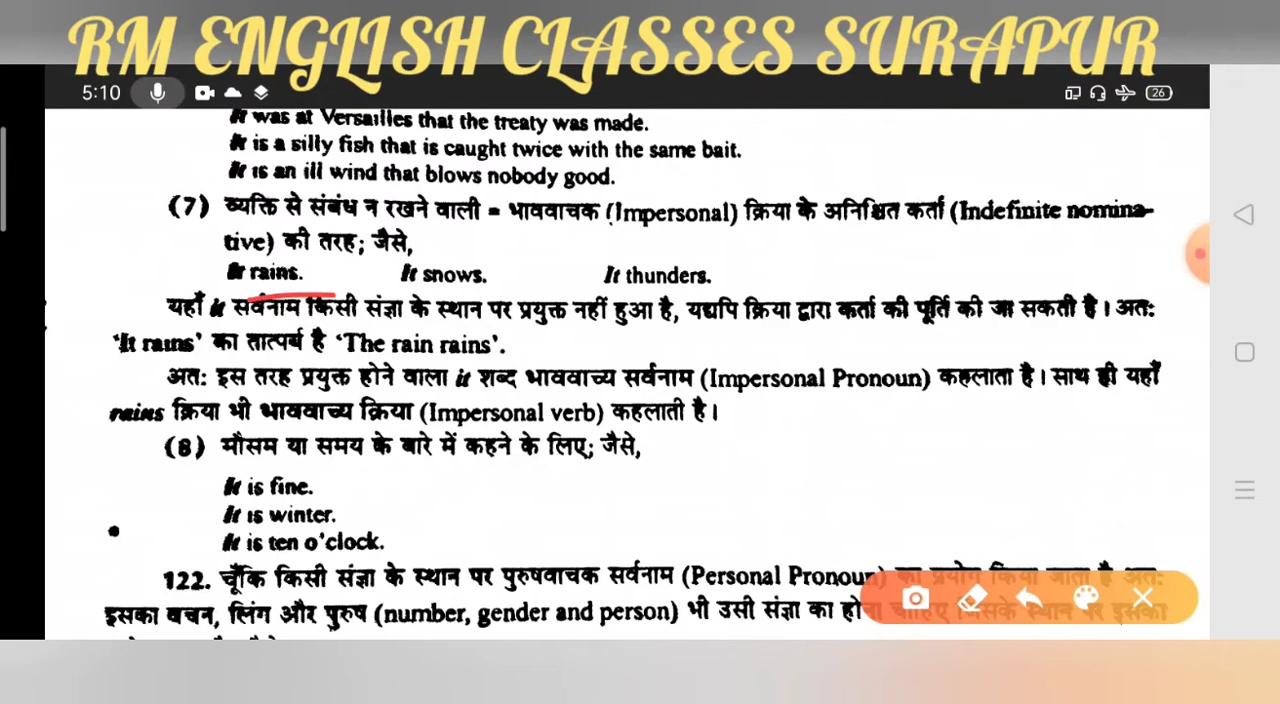 RM ENGLISH CLASSES SURAPUR
5:10
26
It was at Versailles that the treaty was made.
It is a silly fish that is caught twice with the same bait.
It is an ill wind that blows nobody good.
(7) व्यक्ति से संबंध न रखने वाली = भाववाचक (Impersonal) क्रिया के अनिश्चित कर्ता (Indefinite nomina-
tive) की तरह; जैसे,
It rains. It snows. It thunders.
यहाँ it सर्वनाम किसी संज्ञा के स्थान पर प्रयुक्त नहीं हुआ है, यद्यपि क्रिया द्वारा कर्ता की पूर्ति की जा सकती है। अतः
'It rains' का तात्पर्य है 'The rain rains'.
अतः इस तरह प्रयुक्त होने वाला it शब्द भाववाच्य सर्वनाम (Impersonal Pronoun) कहलाता है। साथ ही यहाँ
rains क्रिया भी भाववाच्य क्रिया (Impersonal verb) कहलाती है।
(8) मौसम या समय के बारे में कहने के लिए; जैसे,
It is fine.
It is winter.
It is ten o'clock.
122. चूँकि किसी संज्ञा के स्थान पर पुरुषवाचक सर्वनाम (Personal Pronoun) का प्रयोग किया जाता है अतः
इसका वचन, लिंग और पुरुष (number, gender and person) भी उसी संज्ञा का होना चाहिए जिसके स्थान पर इसका